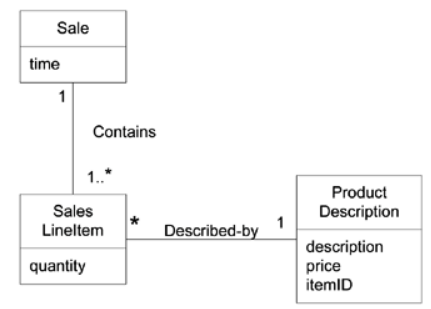 Sale
time
1
Contains
1..*
Sales
LineItem
quantity
*
Described-by
1
Product
Description
description
price
itemID